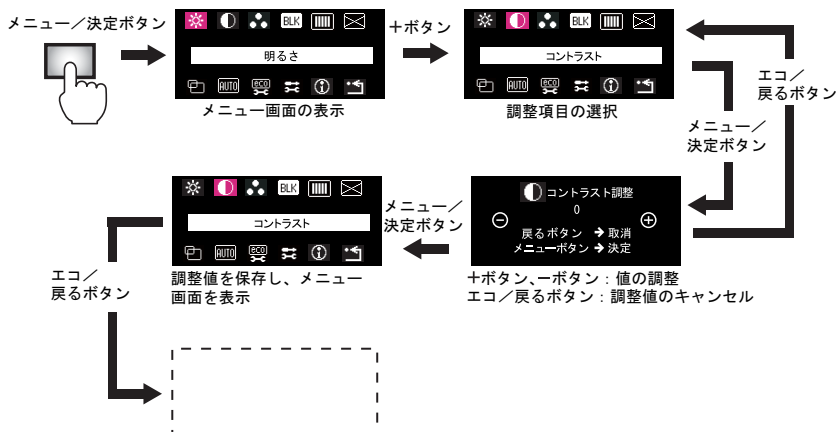 メニュー／決定ボタン
BLK
明るさ
AUTO
eco
メニュー画面の表示
＋ボタン
BLK
コントラスト
AUTO
eco
調整項目の選択
エコ／
戻るボタン
メニュー／
決定ボタン
コントラスト調整
0
戻るボタン → 取消
メニューボタン → 決定
＋ボタン、ーボタン：値の調整
エコ／戻るボタン：調整値のキャンセル
メニュー／
決定ボタン
BLK
コントラスト
AUTO
eco
調整値を保存し、メニュー
画面を表示
エコ／
戻るボタン